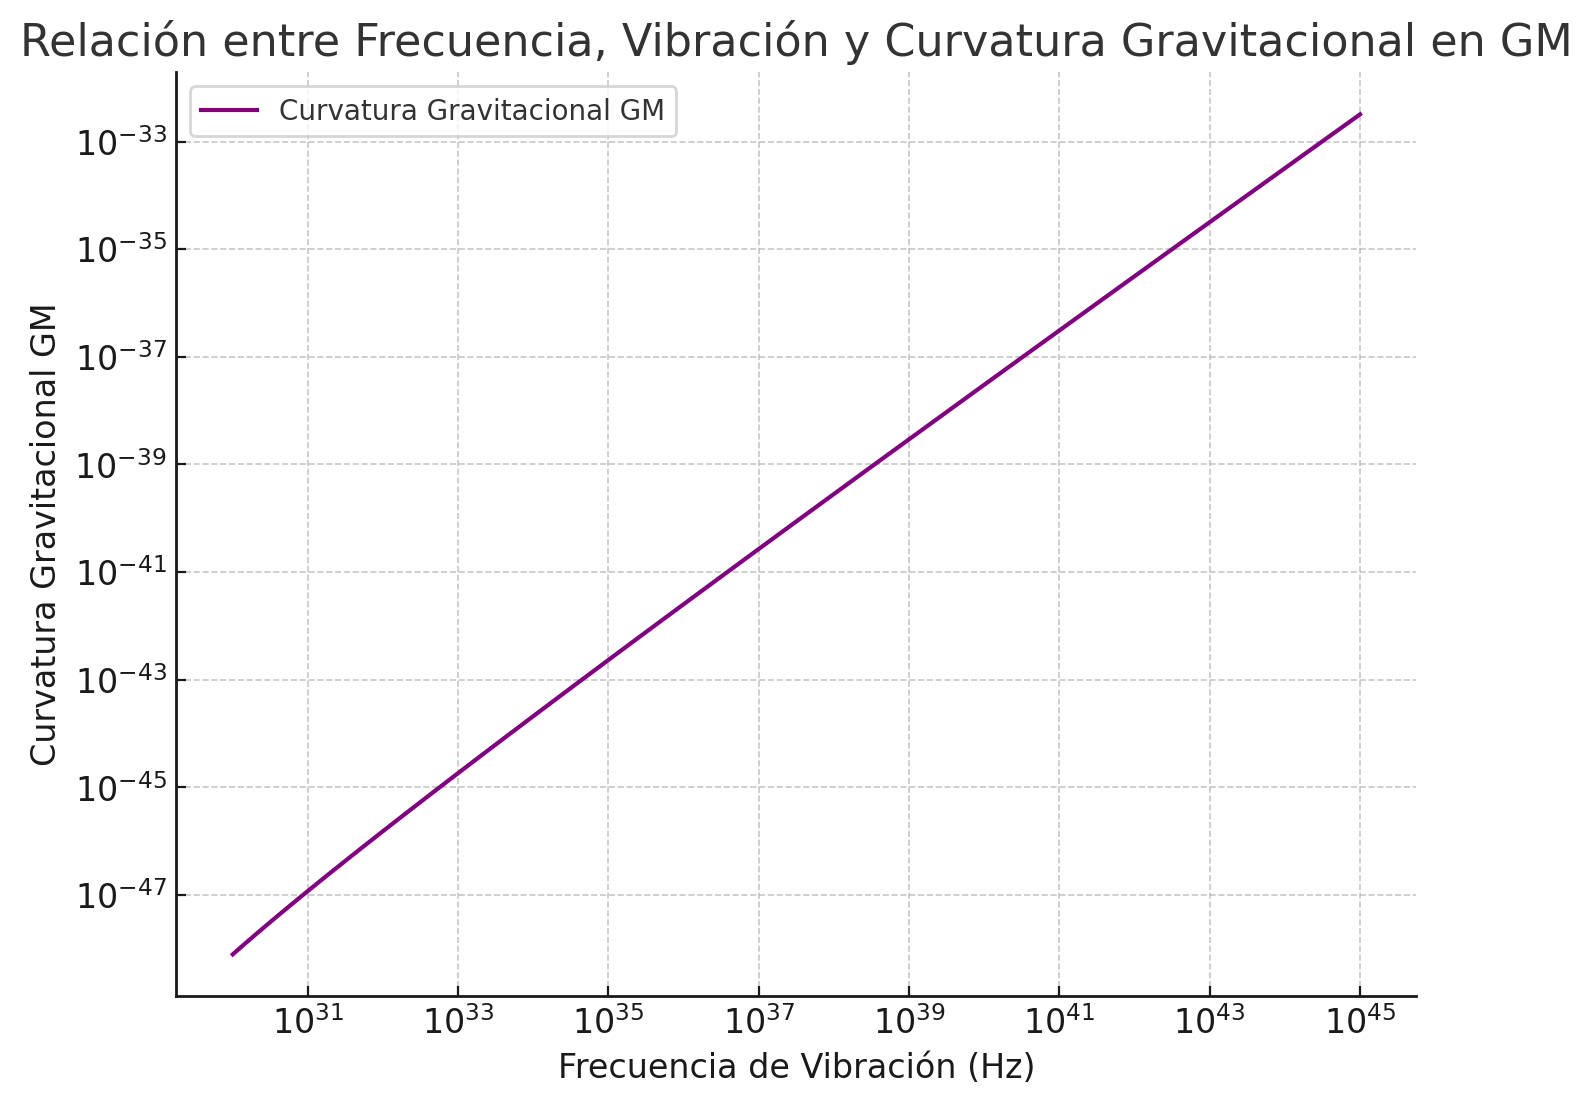 Relación entre Frecuencia, Vibración y Curvatura Gravitacional en GM
Curvatura Gravitacional GM
Curvatura Gravitacional GM
10⁻³³
10⁻³⁵
10⁻³⁷
10⁻³⁹
10⁻⁴¹
10⁻⁴³
10⁻⁴⁵
10⁻⁴⁷
10³¹ 10³³ 10³⁵ 10³⁷ 10³⁹ 10⁴¹ 10⁴³ 10⁴⁵
Frecuencia de Vibración (Hz)